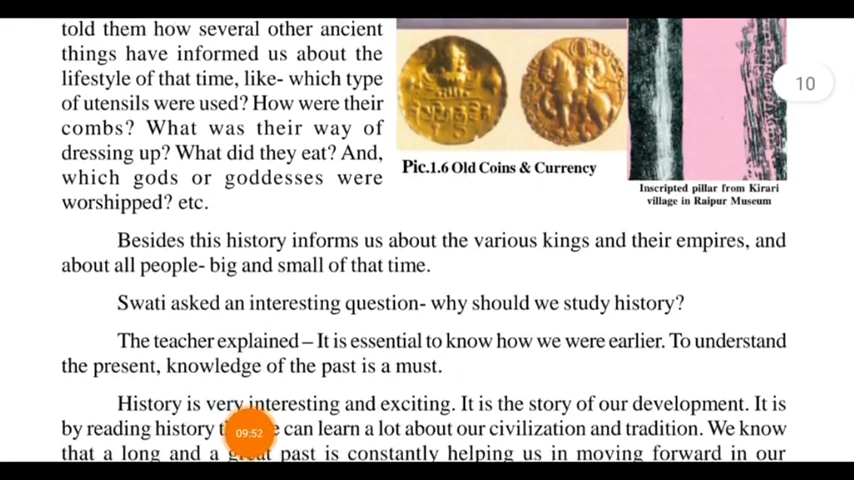 told them how several other ancient
things have informed us about the
lifestyle of that time, like- which type
of utensils were used? How were their
combs? What was their way of
dressing up? What did they eat? And,
which gods or goddesses were
worshipped? etc.
Pic.1.6 Old Coins & Currency
Inscripted pillar from Kirari
village in Raipur Museum
10
Besides this history informs us about the various kings and their empires, and
about all people- big and small of that time.
Swati asked an interesting question- why should we study history?
The teacher explained – It is essential to know how we were earlier. To understand
the present, knowledge of the past is a must.
History is very interesting and exciting. It is the story of our development. It is
by reading history can learn a lot about our civilization and tradition. We know
that a long and a great past is constantly helping us in moving forward in our
09:52